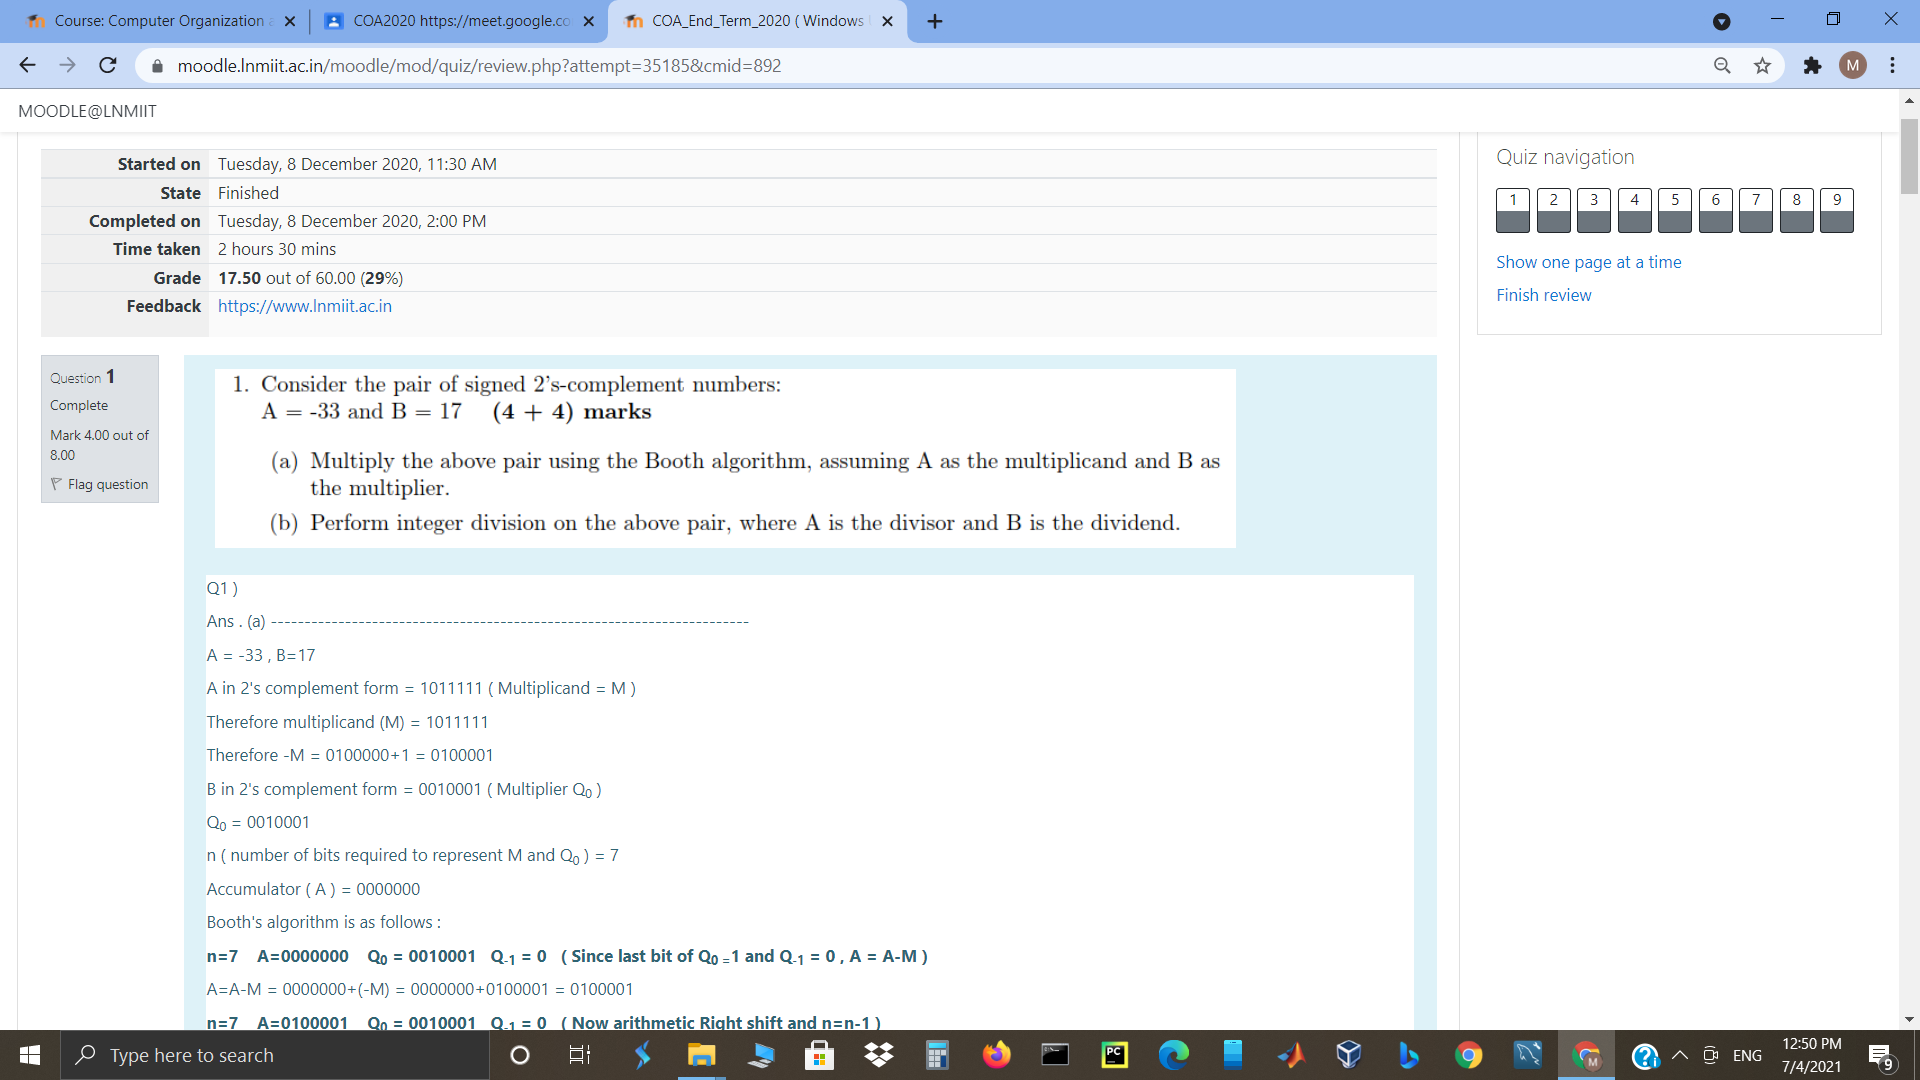 Course: Computer Organization a
COA2020 https://meet.google.co
COA_End_Term_2020 ( Windows
moodle.lnmiit.ac.in/moodle/mod/quiz/review.php?attempt=35185&cmid=892
M
MOODLE@LNMIIT
Started on Tuesday, 8 December 2020, 11:30 AM
State Finished
Completed on Tuesday, 8 December 2020, 2:00 PM
Time taken 2 hours 30 mins
Grade 17.50 out of 60.00 (29%)
Feedback https://www.lnmiit.ac.in
Quiz navigation
1 2 3 4 5 6 7 8 9
Show one page at a time
Finish review
Question 1
Complete
Mark 4.00 out of
8.00
Flag question
1. Consider the pair of signed 2's-complement numbers:
A = -33 and B = 17 (4 + 4) marks
(a) Multiply the above pair using the Booth algorithm, assuming A as the multiplicand and B as
the multiplier.
(b) Perform integer division on the above pair, where A is the divisor and B is the dividend.
Q1 )
Ans . (a) ------------------------------------------------------------------------
A = -33 , B=17
A in 2's complement form = 1011111 ( Multiplicand = M )
Therefore multiplicand (M) = 1011111
Therefore -M = 0100000+1 = 0100001
B in 2's complement form = 0010001 ( Multiplier Q0 )
Q0 = 0010001
n ( number of bits required to represent M and Q0 ) = 7
Accumulator ( A ) = 0000000
Booth's algorithm is as follows :
n=7 A=0000000 Q0 = 0010001 Q-1 = 0 ( Since last bit of Q0 =1 and Q-1 = 0 , A = A-M )
A=A-M = 0000000+(-M) = 0000000+0100001 = 0100001
n=7 A=0100001 Q0 = 0010001 Q-1 = 0 ( Now arithmetic Right shift and n=n-1 )
Type here to search
PC
M
ENG
12:50 PM
7/4/2021
9